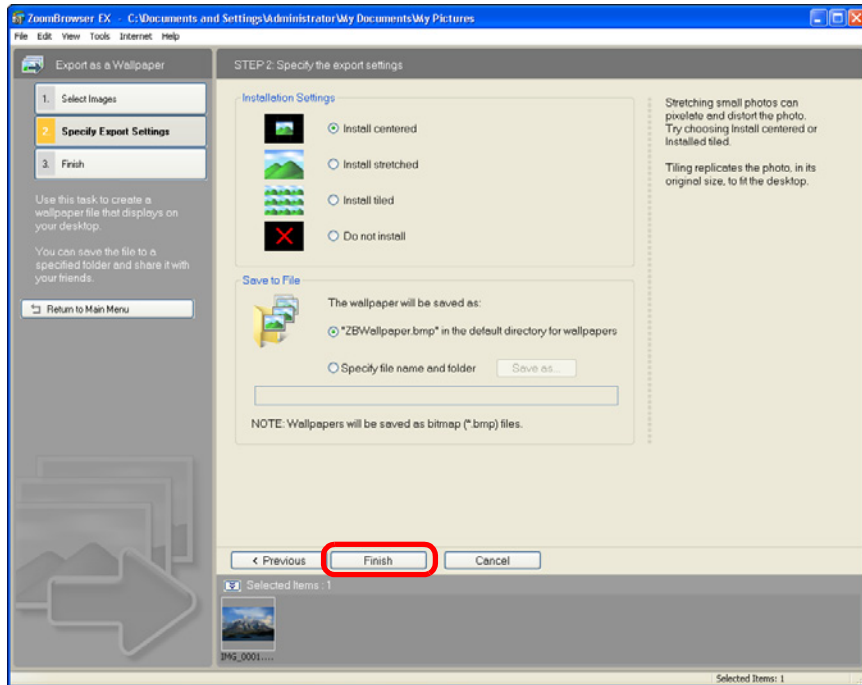 ZoomBrowser EX - C:\Documents and Settings\Administrator\My Documents\My Pictures
File Edit View Tools Internet Help
Export as a Wallpaper
STEP 2: Specify the export settings
1. Select Images
2. Specify Export Settings
3. Finish
Use this task to create a
wallpaper file that displays on
your desktop.
You can save the file to a
specified folder and share it with
your friends.
Return to Main Menu
Installation Settings
Install centered
Install stretched
Install tiled
Do not install
Save to File
The wallpaper will be saved as:
"ZBWallpaper.bmp" in the default directory for wallpapers
Specify file name and folder Save as...
NOTE: Wallpapers will be saved as bitmap (*.bmp) files.
Stretching small photos can
pixelate and distort the photo.
Try choosing Install centered or
Installed tiled.
Tiling replicates the photo, in its
original size, to fit the desktop.
< Previous Finish Cancel
Selected Items : 1
IMG_0001....
Selected Items: 1